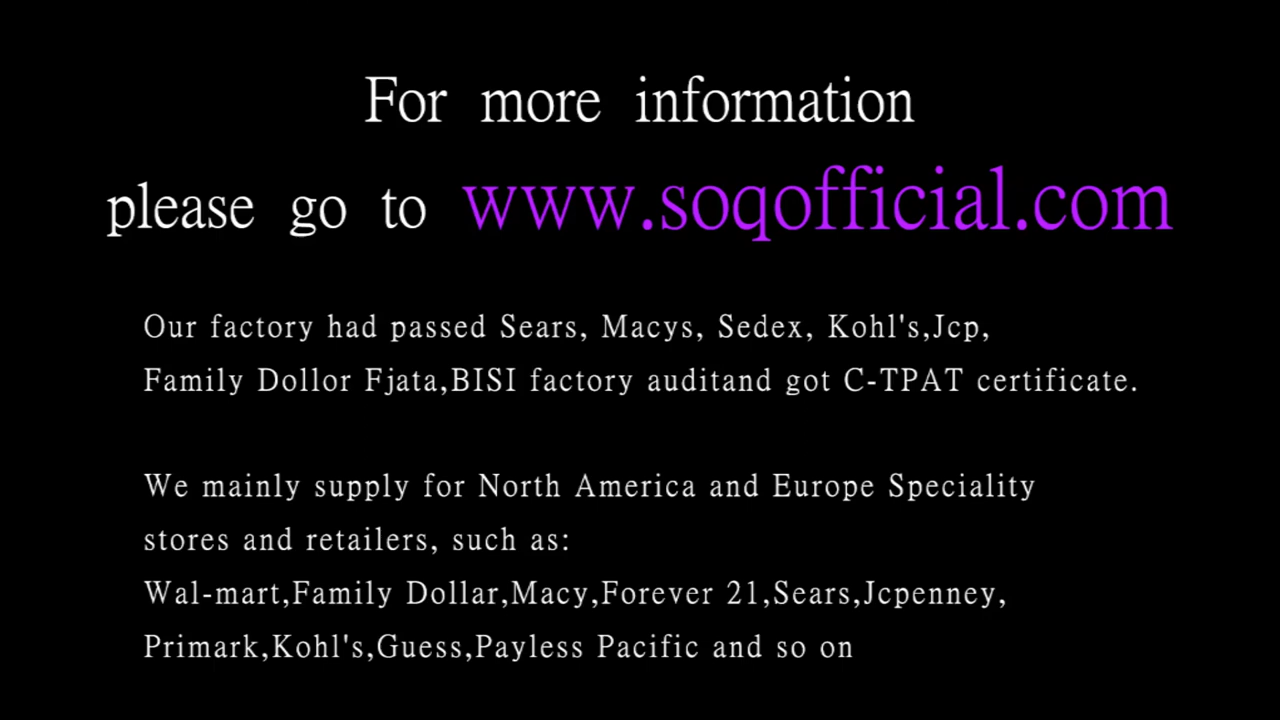 For more information
please go to www.soqofficial.com
Our factory had passed Sears, Macys, Sedex, Kohl's,Jcp,
Family Dollor Fjata,BISI factory auditand got C-TPAT certificate.
We mainly supply for North America and Europe Speciality
stores and retailers, such as:
Wal-mart,Family Dollar,Macy,Forever 21,Sears,Jcpenney,
Primark,Kohl's,Guess,Payless Pacific and so on